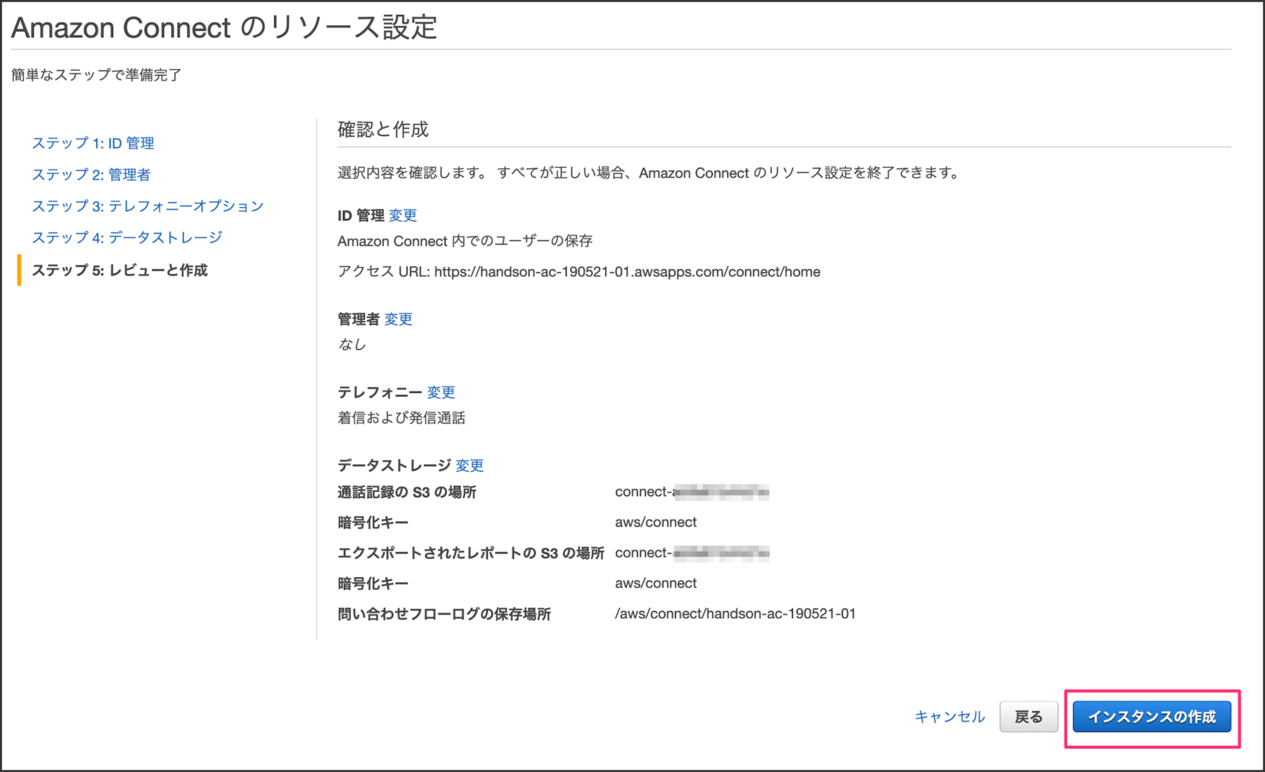 Amazon Connect のリソース設定
簡単なステップで準備完了
ステップ 1: ID 管理
ステップ 2: 管理者
ステップ 3: テレフォニーオプション
ステップ 4: データストレージ
ステップ 5: レビューと作成
確認と作成
選択内容を確認します。 すべてが正しい場合、Amazon Connect のリソース設定を終了できます。
ID 管理 変更
Amazon Connect 内でのユーザーの保存
アクセス URL: https://handson-ac-190521-01.awsapps.com/connect/home
管理者 変更
なし
テレフォニー 変更
着信および発信通話
データストレージ 変更
通話記録の S3 の場所 connect-
暗号化キー aws/connect
エクスポートされたレポートの S3 の場所 connect-
暗号化キー aws/connect
問い合わせフローログの保存場所 /aws/connect/handson-ac-190521-01
キャンセル 戻る インスタンスの作成